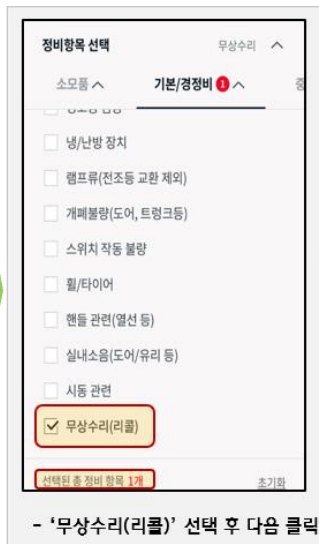 정비항목 선택 무상수리
소모품 기본/경정비 1 중
냉/난방 장치
램프류(전조등 교환 제외)
개폐불량(도어, 트렁크등)
스위치 작동 불량
휠/타이어
핸들 관련(열선 등)
실내소음(도어/유리 등)
시동 관련
무상수리(리콜)
선택된 총 정비 항목 1개 초기화
- '무상수리(리콜)' 선택 후 다음 클릭